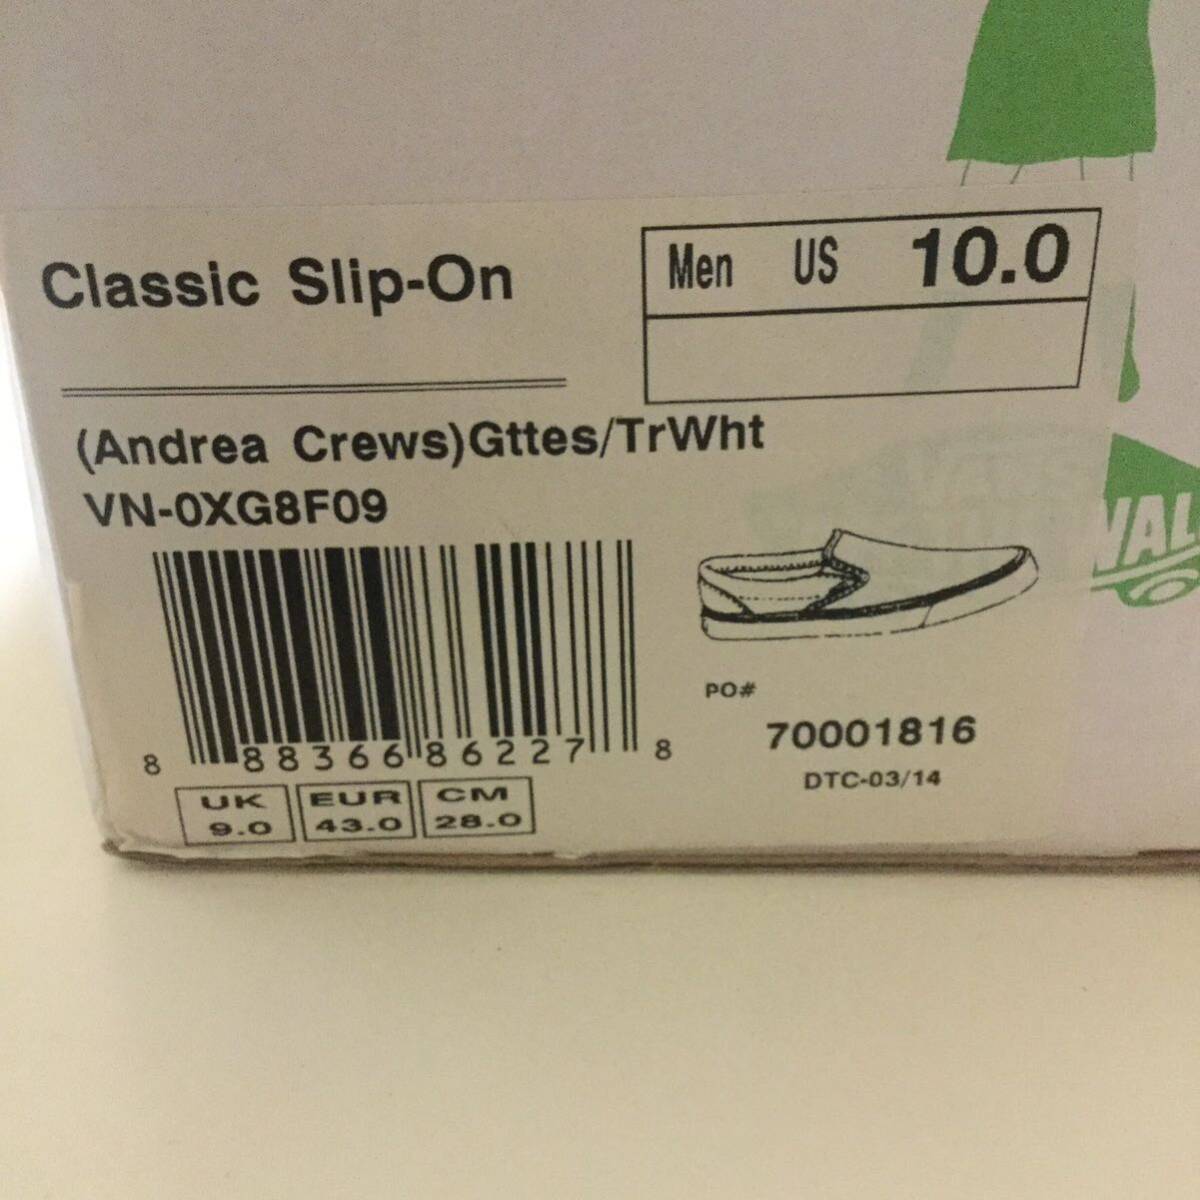 Classic Slip-On
Men US 10.0
(Andrea Crews)Gttes/TrWht
VN-0XG8F09
8 88366 86227 8
PO#
70001816
DTC-03/14
UK EUR CM
9.0 43.0 28.0